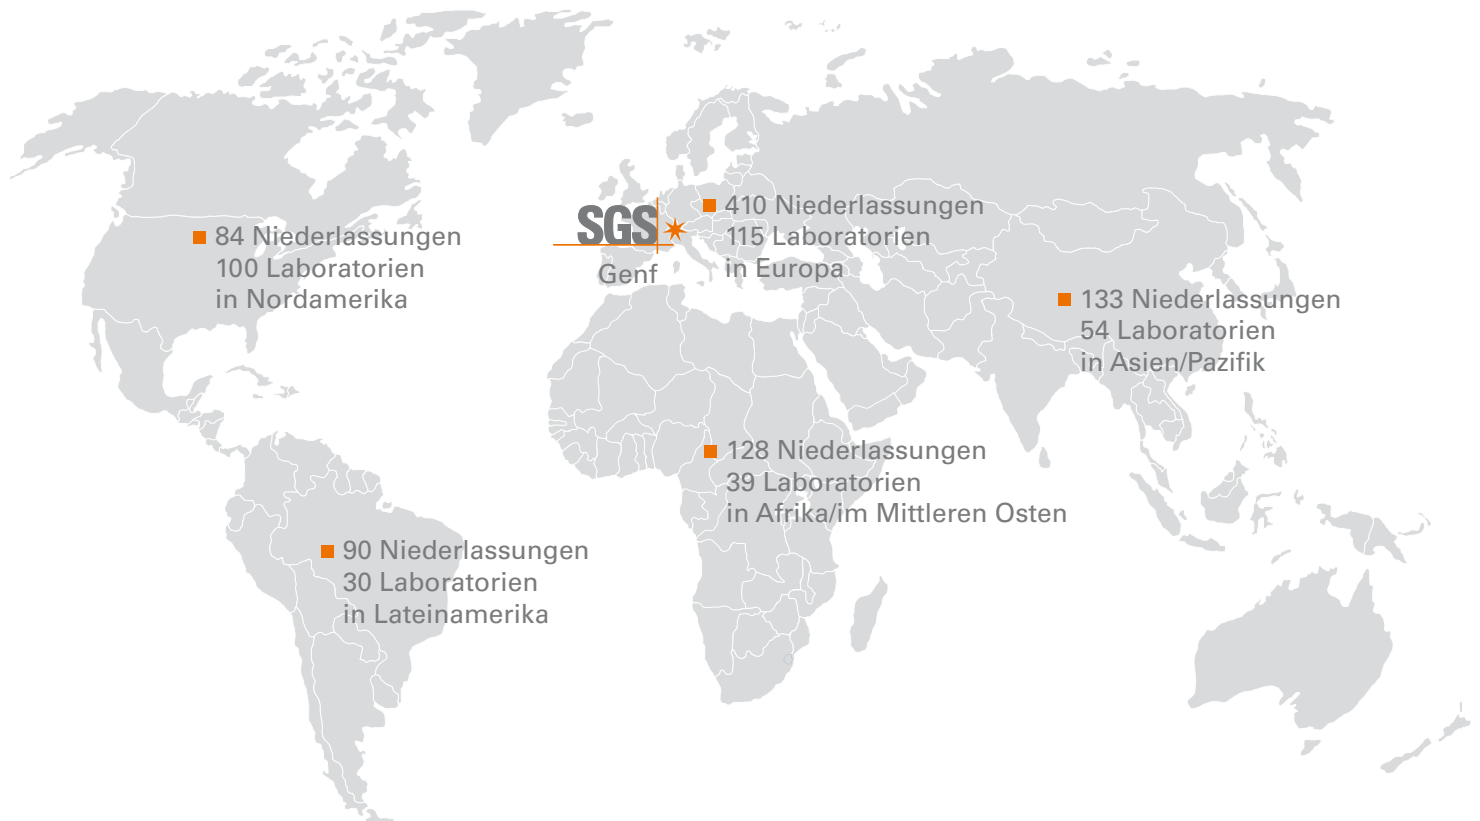 84 Niederlassungen
100 Laboratorien
in Nordamerika
SGS
Genf
410 Niederlassungen
115 Laboratorien
in Europa
133 Niederlassungen
54 Laboratorien
in Asien/Pazifik
128 Niederlassungen
39 Laboratorien
in Afrika/im Mittleren Osten
90 Niederlassungen
30 Laboratorien
in Lateinamerika